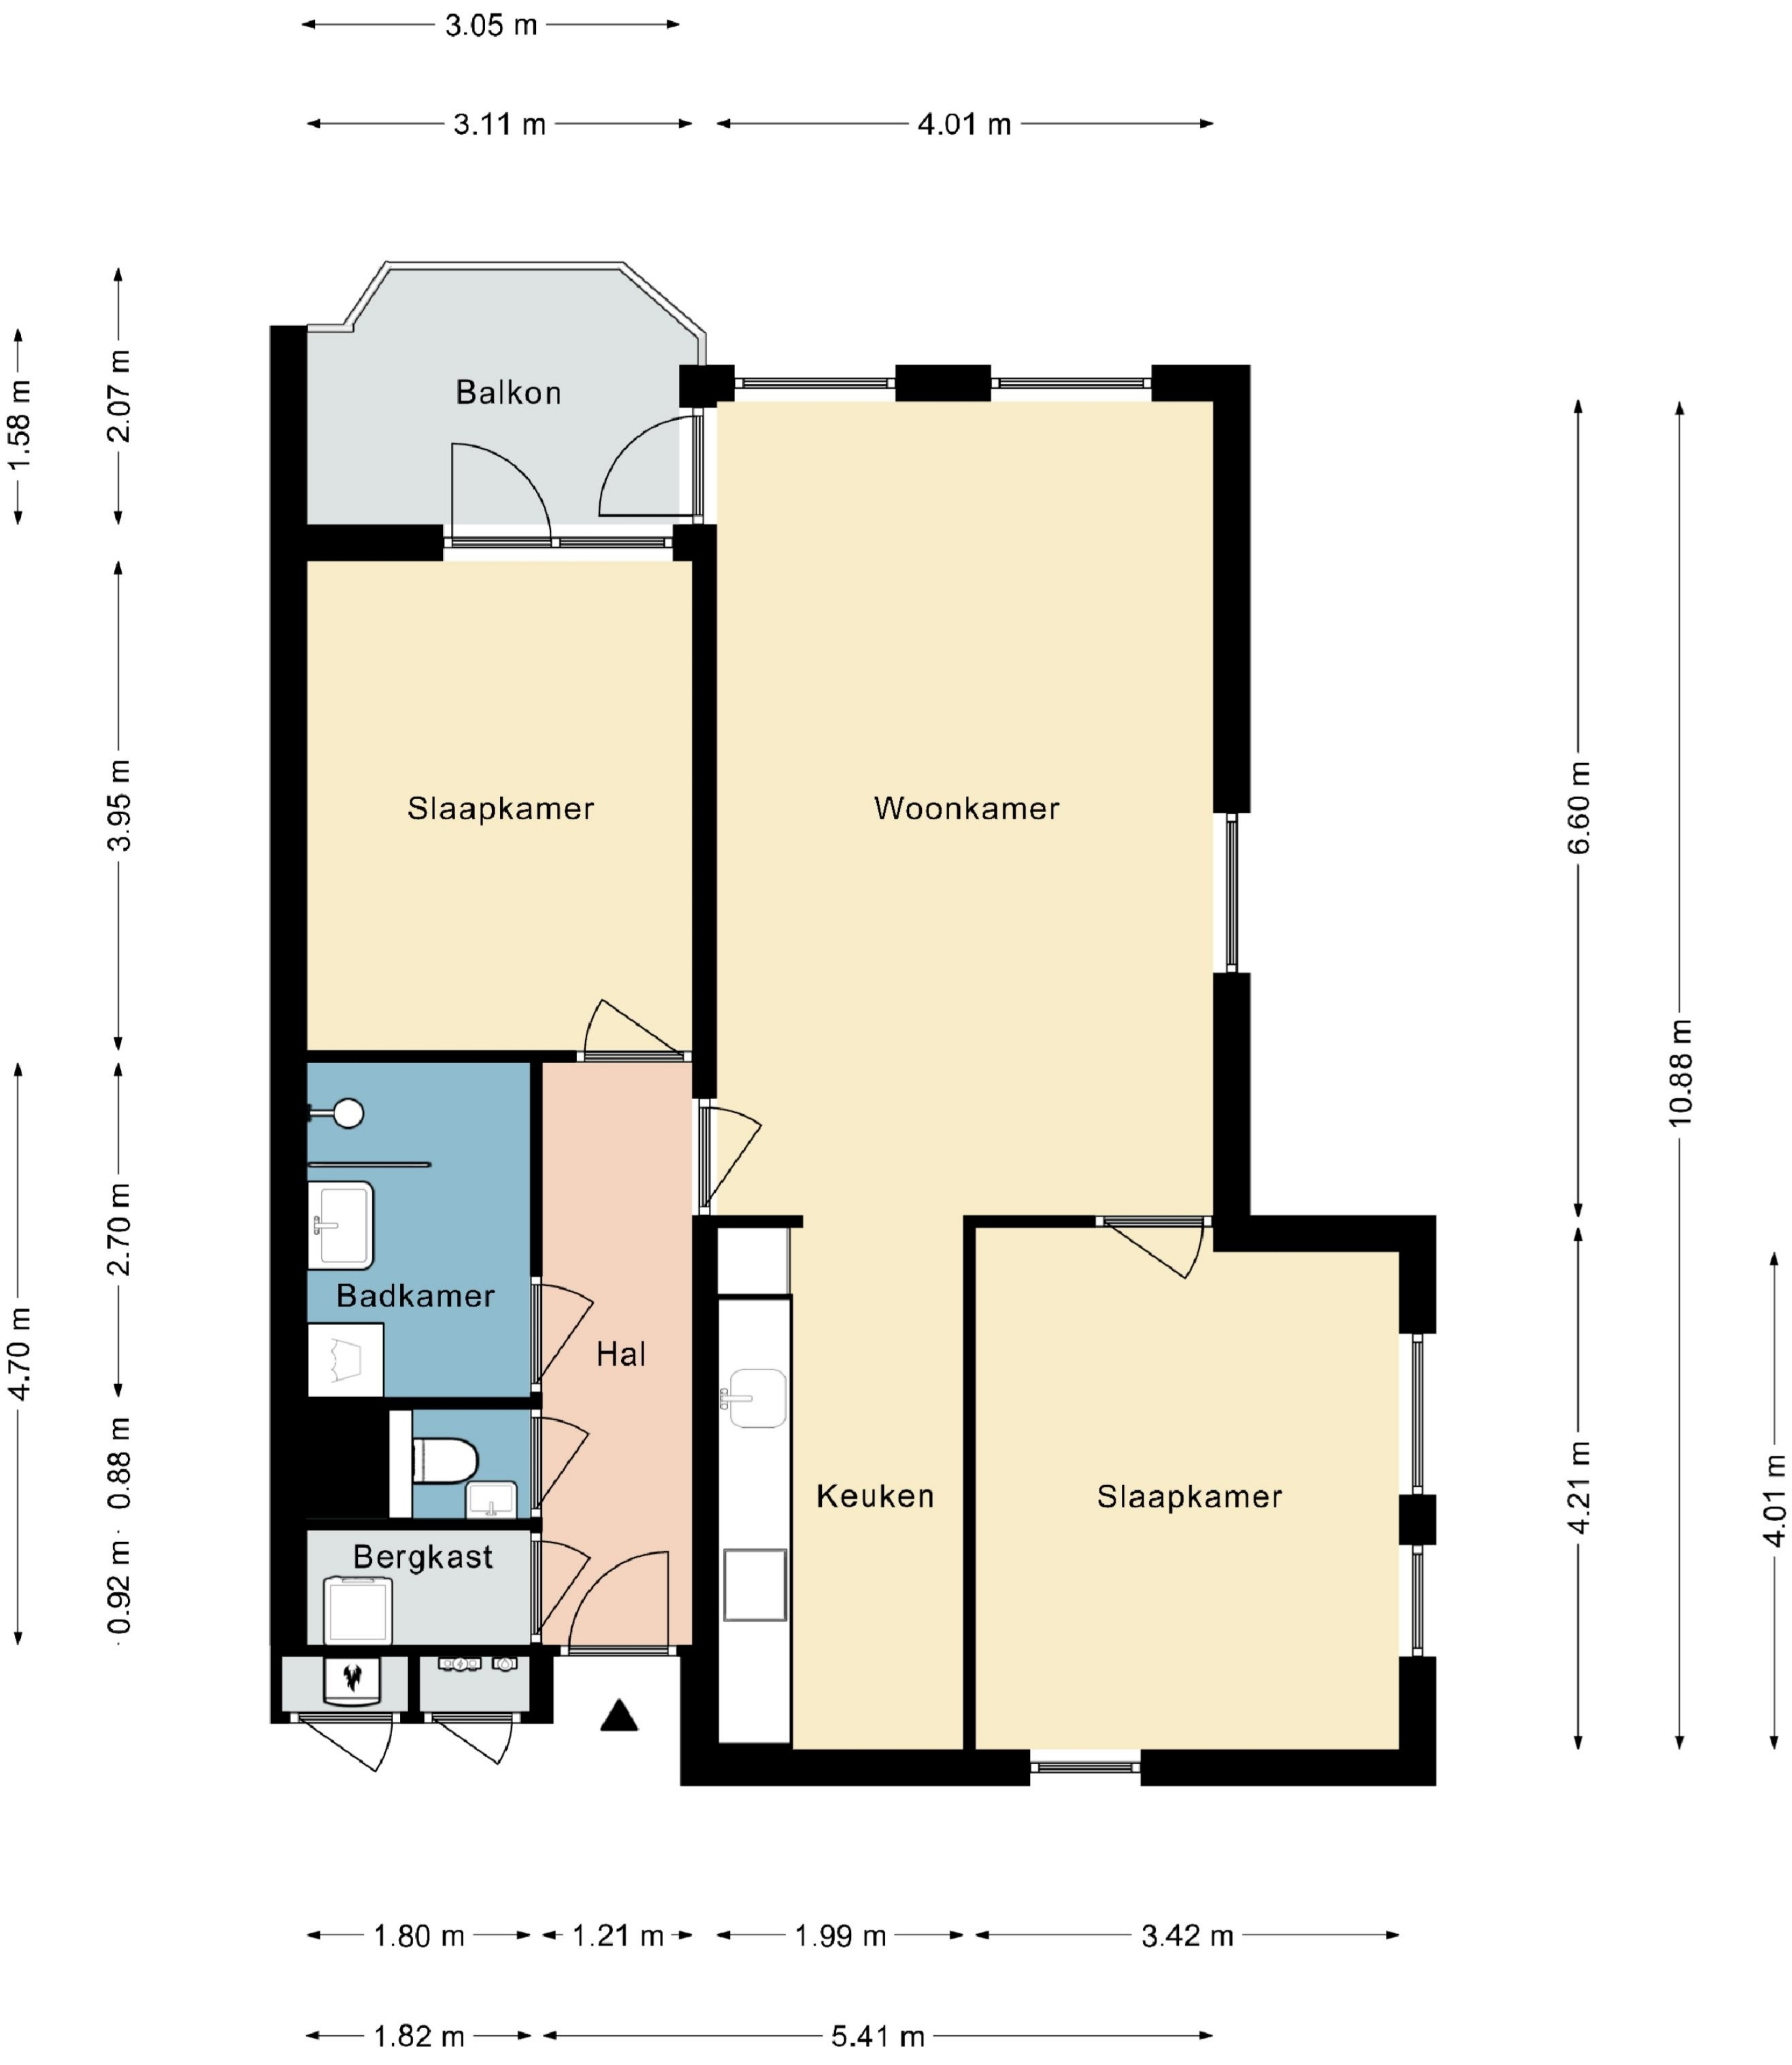 3.05 m
3.11 m
4.01 m
1.58 m
2.07 m
Balkon
3.95 m
Slaapkamer
Woonkamer
6.60 m
10.88 m
2.70 m
4.70 m
Badkamer
Hal
0.88 m
Keuken
Slaapkamer
4.21 m
4.01 m
0.92 m
Bergkast
1.80 m
1.21 m
1.99 m
3.42 m
1.82 m
5.41 m